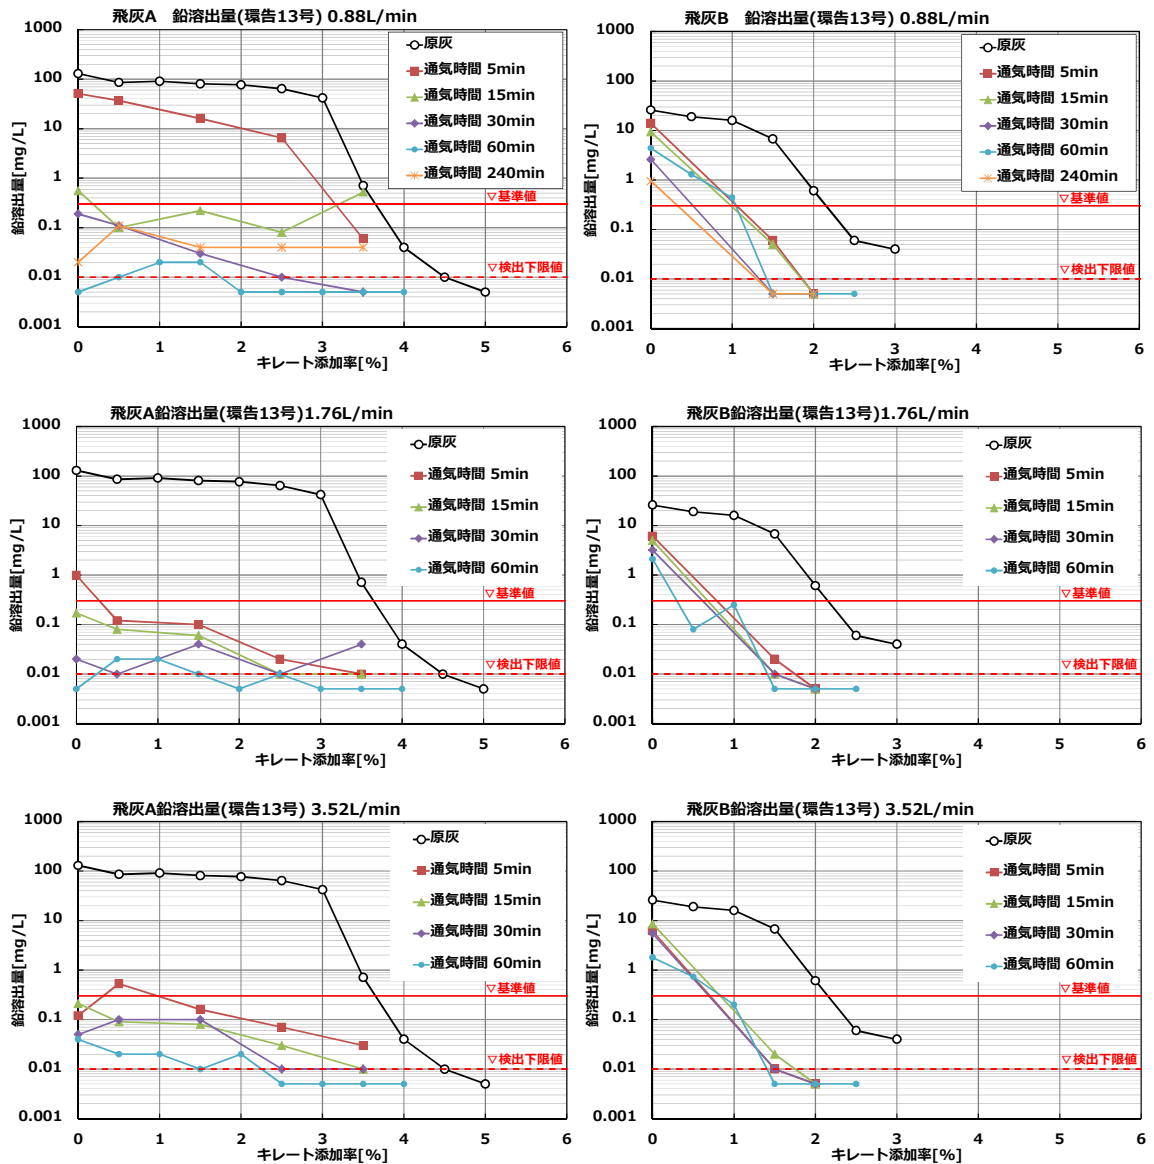 飛灰A 鉛溶出量(環告13号) 0.88L/min
1000
100
10
1
0.1
0.01
0.001
鉛溶出量[mg/L]
原灰
通気時間 5min
通気時間 15min
通気時間 30min
通気時間 60min
通気時間 240min
▽基準値
▽検出下限値
0 1 2 3 4 5 6
キレート添加率[%]
飛灰B 鉛溶出量(環告13号) 0.88L/min
1000
100
10
1
0.1
0.01
0.001
鉛溶出量[mg/L]
原灰
通気時間 5min
通気時間 15min
通気時間 30min
通気時間 60min
通気時間 240min
▽基準値
▽検出下限値
0 1 2 3 4 5 6
キレート添加率[%]
飛灰A鉛溶出量(環告13号)1.76L/min
1000
100
10
1
0.1
0.01
0.001
鉛溶出量[mg/L]
原灰
通気時間 5min
通気時間 15min
通気時間 30min
通気時間 60min
▽基準値
▽検出下限値
0 1 2 3 4 5 6
キレート添加率[%]
飛灰B鉛溶出量(環告13号)1.76L/min
1000
100
10
1
0.1
0.01
0.001
鉛溶出量[mg/L]
原灰
通気時間 5min
通気時間 15min
通気時間 30min
通気時間 60min
▽基準値
▽検出下限値
0 1 2 3 4 5 6
キレート添加率[%]
飛灰A鉛溶出量(環告13号) 3.52L/min
1000
100
10
1
0.1
0.01
0.001
鉛溶出量[mg/L]
原灰
通気時間 5min
通気時間 15min
通気時間 30min
通気時間 60min
▽基準値
▽検出下限値
0 1 2 3 4 5 6
キレート添加率[%]
飛灰B鉛溶出量(環告13号) 3.52L/min
1000
100
10
1
0.1
0.01
0.001
鉛溶出量[mg/L]
原灰
通気時間 5min
通気時間 15min
通気時間 30min
通気時間 60min
▽基準値
▽検出下限値
0 1 2 3 4 5 6
キレート添加率[%]